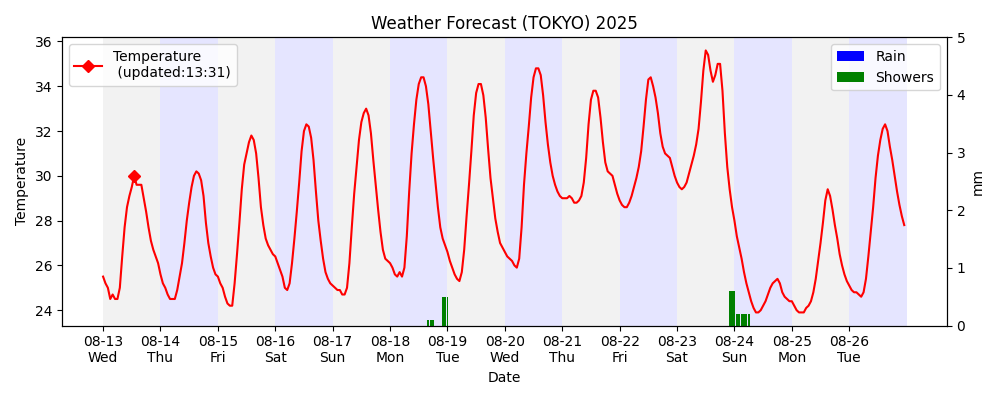 Weather Forecast (TOKYO) 2025
Temperature
(updated:13:31)
Rain
Showers
36
34
32
30
28
26
24
Temperature
5
4
3
2
1
0
mm
08-13 08-14 08-15 08-16 08-17 08-18 08-19 08-20 08-21 08-22 08-23 08-24 08-25 08-26
Wed Thu Fri Sat Sun Mon Tue Wed Thu Fri Sat Sun Mon Tue
Date